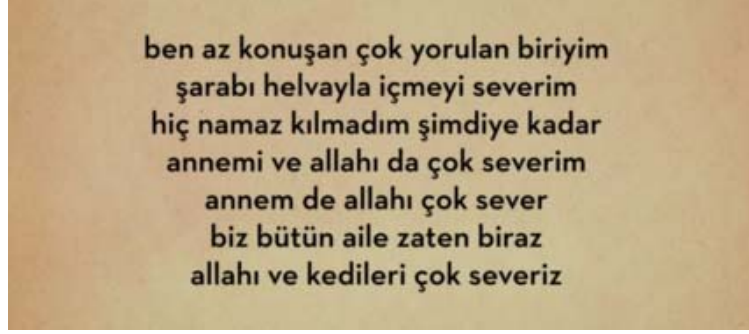 ben az konuşan çok yorulan biriyim
şarabı helvayla içmeyi severim
hiç namaz kılmadım şimdiye kadar
annemi ve allahı da çok severim
annem de allahı çok sever
biz bütün aile zaten biraz
allahı ve kedileri çok severiz